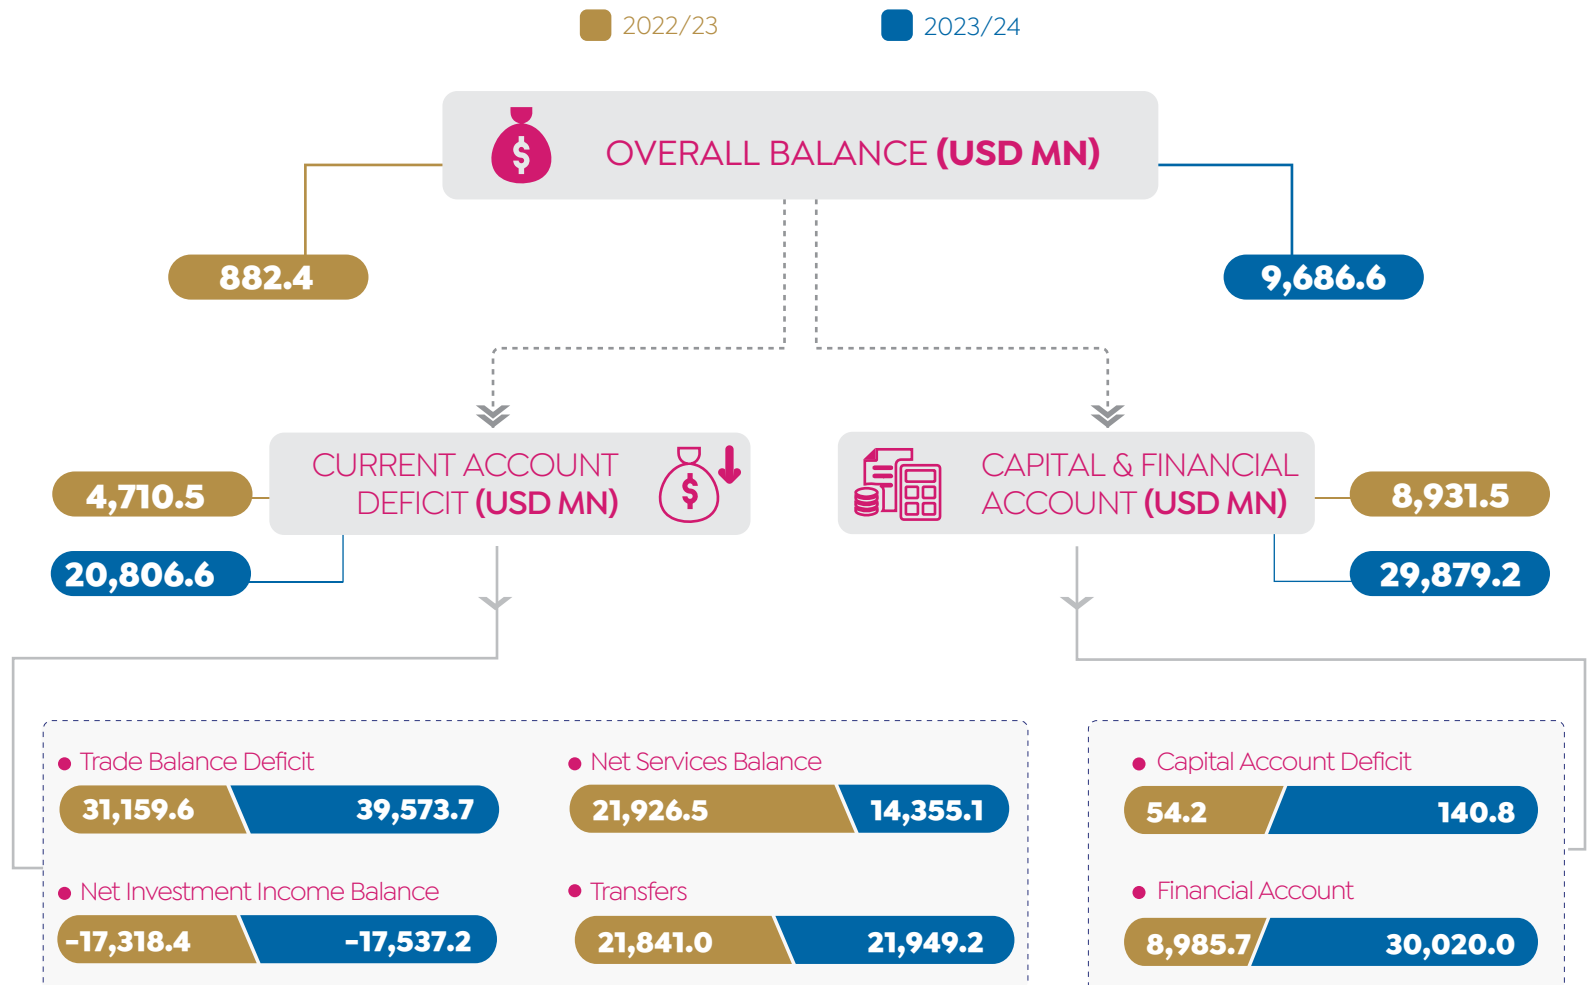 2022/23
2023/24
OVERALL BALANCE (USD MN)
882.4
9,686.6
CURRENT ACCOUNT
DEFICIT (USD MN)
4,710.5
20,806.6
CAPITAL & FINANCIAL
ACCOUNT (USD MN)
8,931.5
29,879.2
Trade Balance Deficit
31,159.6 39,573.7
Net Services Balance
21,926.5 14,355.1
Net Investment Income Balance
-17,318.4 -17,537.2
Transfers
21,841.0 21,949.2
Capital Account Deficit
54.2 140.8
Financial Account
8,985.7 30,020.0